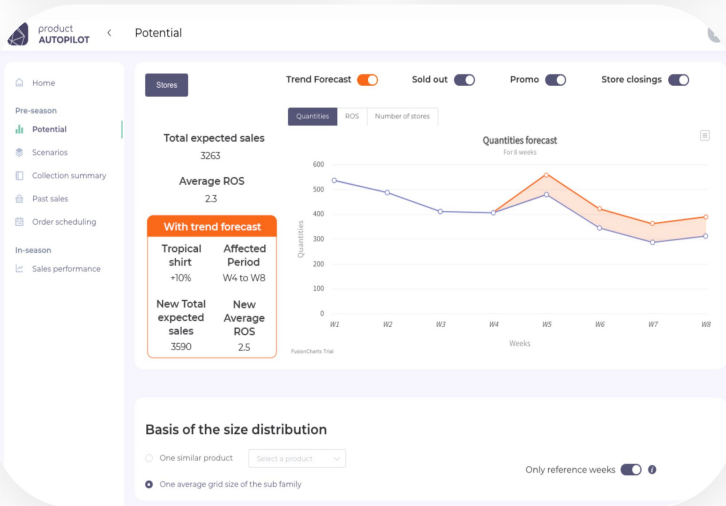 product
AUTOPILOT
Potential
Home
Pre-season
Potential
Scenarios
Collection summary
Past sales
Order scheduling
In-season
Sales performance
Stores
Trend Forecast
Sold out
Promo
Store closings
Total expected sales
3263
Average ROS
2.3
With trend forecast
Tropical shirt
+10%
Affected Period
W4 to W8
New Total expected sales
3590
New Average ROS
2.5
Quantities
ROS
Number of stores
Quantities forecast
For 8 weeks
600
500
400
300
200
100
0
Quantities
W1
W2
W3
W4
W5
W6
W7
W8
Weeks
FusionCharts Trial
Basis of the size distribution
One similar product
Select a product
One average grid size of the sub family
Only reference weeks
i